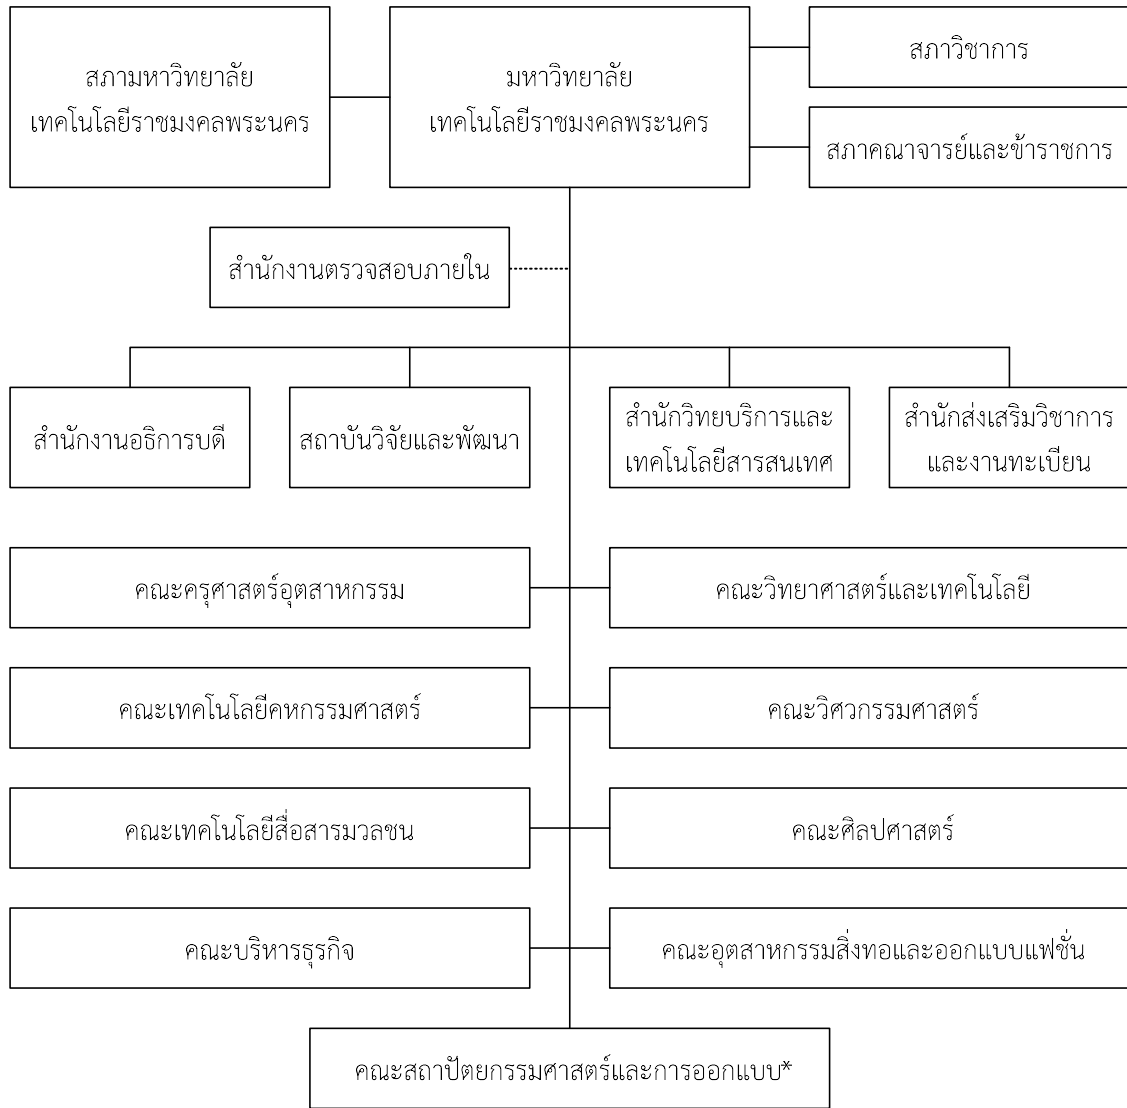 สภามหาวิทยาลัย
เทคโนโลยีราชมงคลพระนคร
มหาวิทยาลัย
เทคโนโลยีราชมงคลพระนคร
สภาวิชาการ
สภาคณาจารย์และข้าราชการ
สำนักงานตรวจสอบภายใน
สำนักงานอธิการบดี
สถาบันวิจัยและพัฒนา
สำนักวิทยบริการและ
เทคโนโลยีสารสนเทศ
สำนักส่งเสริมวิชาการ
และงานทะเบียน
คณะครุศาสตร์อุตสาหกรรม
คณะวิทยาศาสตร์และเทคโนโลยี
คณะเทคโนโลยีคหกรรมศาสตร์
คณะวิศวกรรมศาสตร์
คณะเทคโนโลยีสื่อสารมวลชน
คณะศิลปศาสตร์
คณะบริหารธุรกิจ
คณะอุตสาหกรรมสิ่งทอและออกแบบแฟชั่น
คณะสถาปัตยกรรมศาสตร์และการออกแบบ*